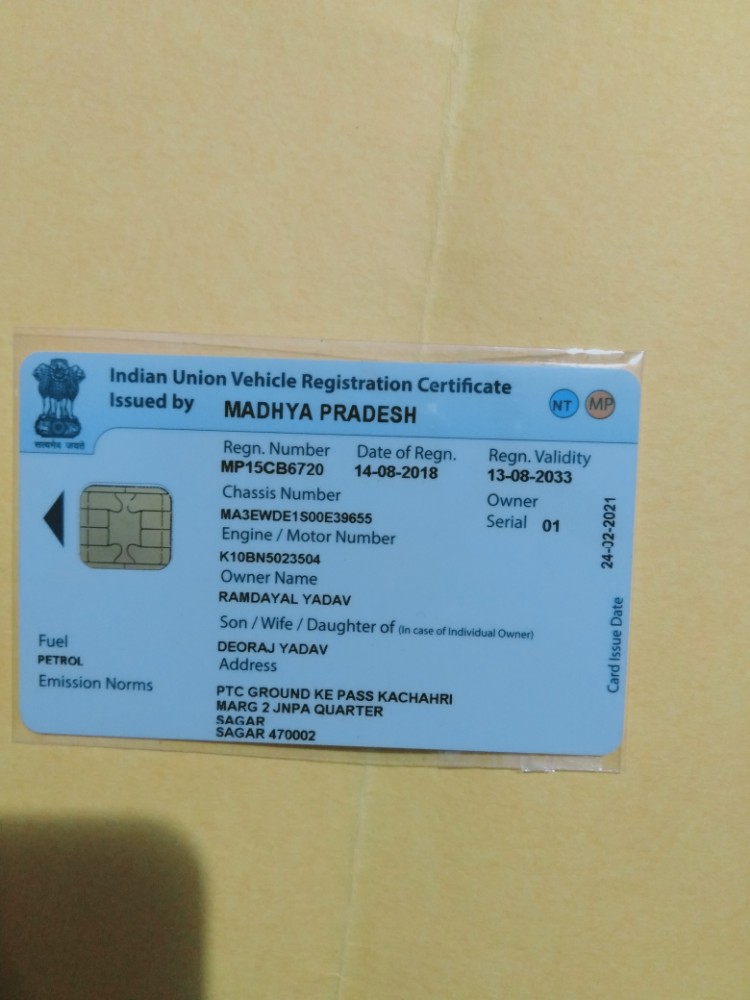 Indian Union Vehicle Registration Certificate
Issued by MADHYA PRADESH
NT MP
सत्यमेव जयते
Regn. Number Date of Regn. Regn. Validity
MP15CB6720 14-08-2018 13-08-2033
Chassis Number Owner
MA3EWDE1S00E39655 Serial 01
Engine / Motor Number
K10BN5023504
Owner Name
RAMDAYAL YADAV
Son / Wife / Daughter of (In case of Individual Owner)
DEORAJ YADAV
Fuel
PETROL
Emission Norms
Address
PTC GROUND KE PASS KACHAHRI
MARG 2 JNPA QUARTER
SAGAR
SAGAR 470002
Card Issue Date 24-02-2021